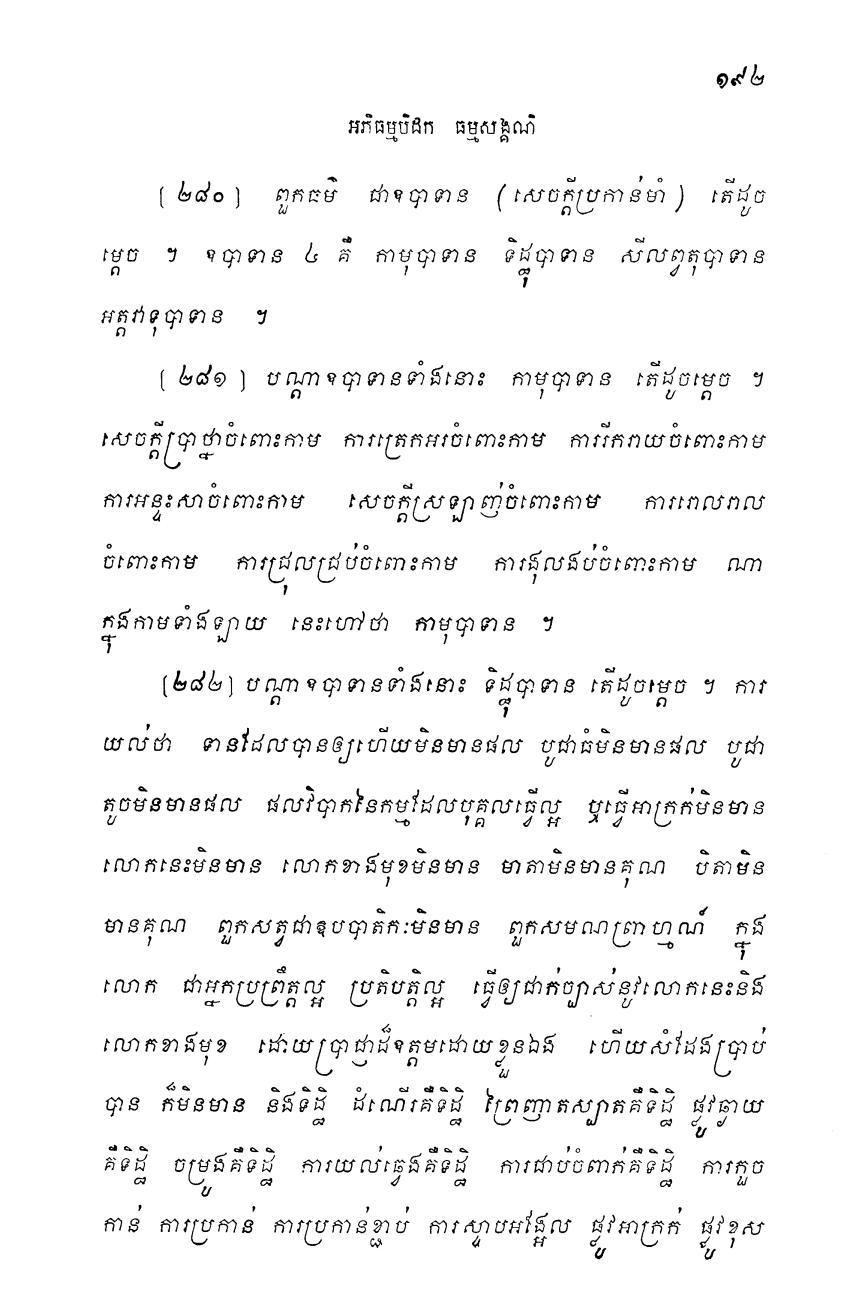 ១៩២
អភិធម្មបិដក ធម្មសង្គណិ
[២៨០] ពួកធម៌ ជាឧបាទាន (សេចក្តីប្រកាន់មាំ) តើដូច
ម្តេច ។ ឧបាទាន ៤ គឺ កាមុបាទាន ទិដ្ឋុបាទាន សីលព្វតុបាទាន
អត្តវាទុបាទាន ។
[២៨១] បណ្តាឧបាទានទាំងនោះ កាមុបាទាន តើដូចម្តេច ។
សេចក្តីប្រាថ្នាចំពោះកាម ការត្រេកអរចំពោះកាម ការរីករាយចំពោះកាម
ការអន្ទះសាចំពោះកាម សេចក្តីស្រឡាញ់ចំពោះកាម ការរោលរាល
ចំពោះកាម ការជ្រុលជ្រប់ចំពោះកាម ការងុលងប់ចំពោះកាម ណា
ក្នុងកាមទាំងឡាយ នេះហៅថា កាមុបាទាន ។
[២៨២] បណ្តាឧបាទានទាំងនោះ ទិដ្ឋុបាទាន តើដូចម្តេច ។ ការ
យល់ថា ទានដែលបានឲ្យហើយមិនមានផល បូជាធំមិនមានផល បូជា
តូចមិនមានផល ផលវិបាកនៃកម្មដែលបុគ្គលធ្វើល្អ ឬធ្វើអាក្រក់មិនមាន
លោកនេះមិនមាន លោកខាងមុខមិនមាន មាតាមិនមានគុណ បិតាមិន
មានគុណ ពួកសត្វជាឧបបាតិកៈមិនមាន ពួកសមណព្រាហ្មណ៍ ក្នុង
លោក ជាអ្នកប្រព្រឹត្តល្អ ប្រតិបត្តិល្អ ធ្វើឲ្យជាក់ច្បាស់នូវលោកនេះនិង
លោកខាងមុខ ដោយប្រាជ្ញាដ៏ឧត្តមដោយខ្លួនឯង ហើយសំដែងប្រាប់
បាន ក៏មិនមាន និងទិដ្ឋិ ដំណើរគឺទិដ្ឋិ ព្រៃញាតស្បាតគឺទិដ្ឋិ ផ្លូវឆ្ងាយ
គឺទិដ្ឋិ ចម្រូងគឺទិដ្ឋិ ការយល់ឆ្វេងគឺទិដ្ឋិ ការជាប់ចំពាក់គឺទិដ្ឋិ ការកួច
កាន់ ការប្រកាន់ ការប្រកាន់ខ្ជាប់ ការស្ទាបអង្អែល ផ្លូវអាក្រក់ ផ្លូវខុស